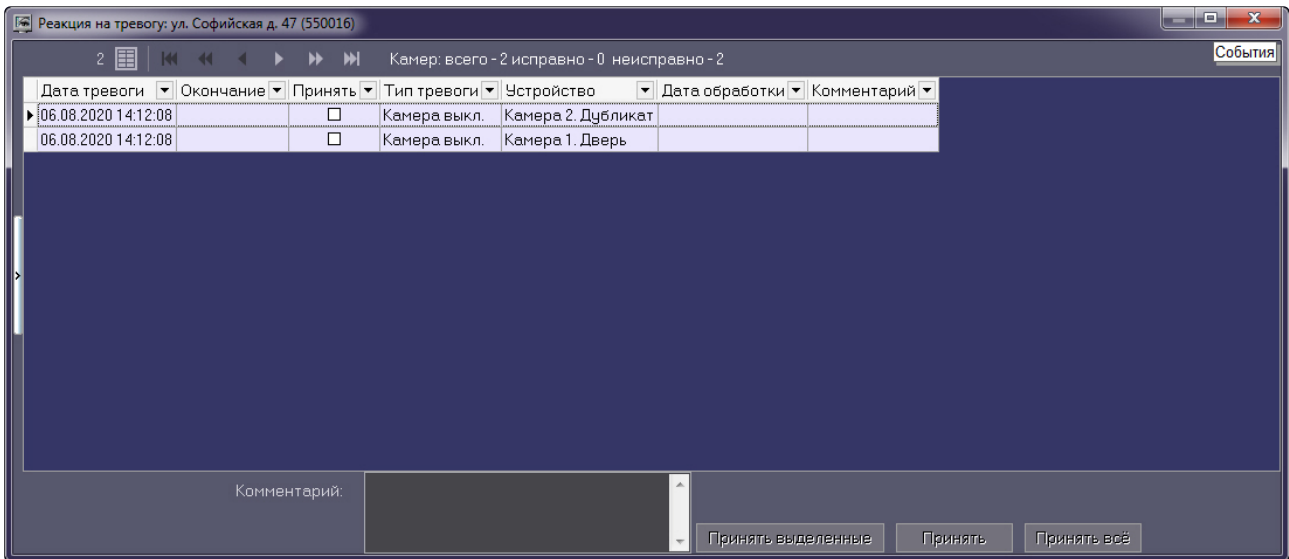 Реакция на тревогу: ул. Софийская д. 47 (550016)
2 Камер: всего - 2 исправно - 0 неисправно - 2 События
Дата тревоги Окончание Принять Тип тревоги Устройство Дата обработки Комментарий
06.08.2020 14:12:08 Камера выкл. Камера 2. Дубликат
06.08.2020 14:12:08 Камера выкл. Камера 1. Дверь
Комментарий:
Принять выделенные Принять Принять всё